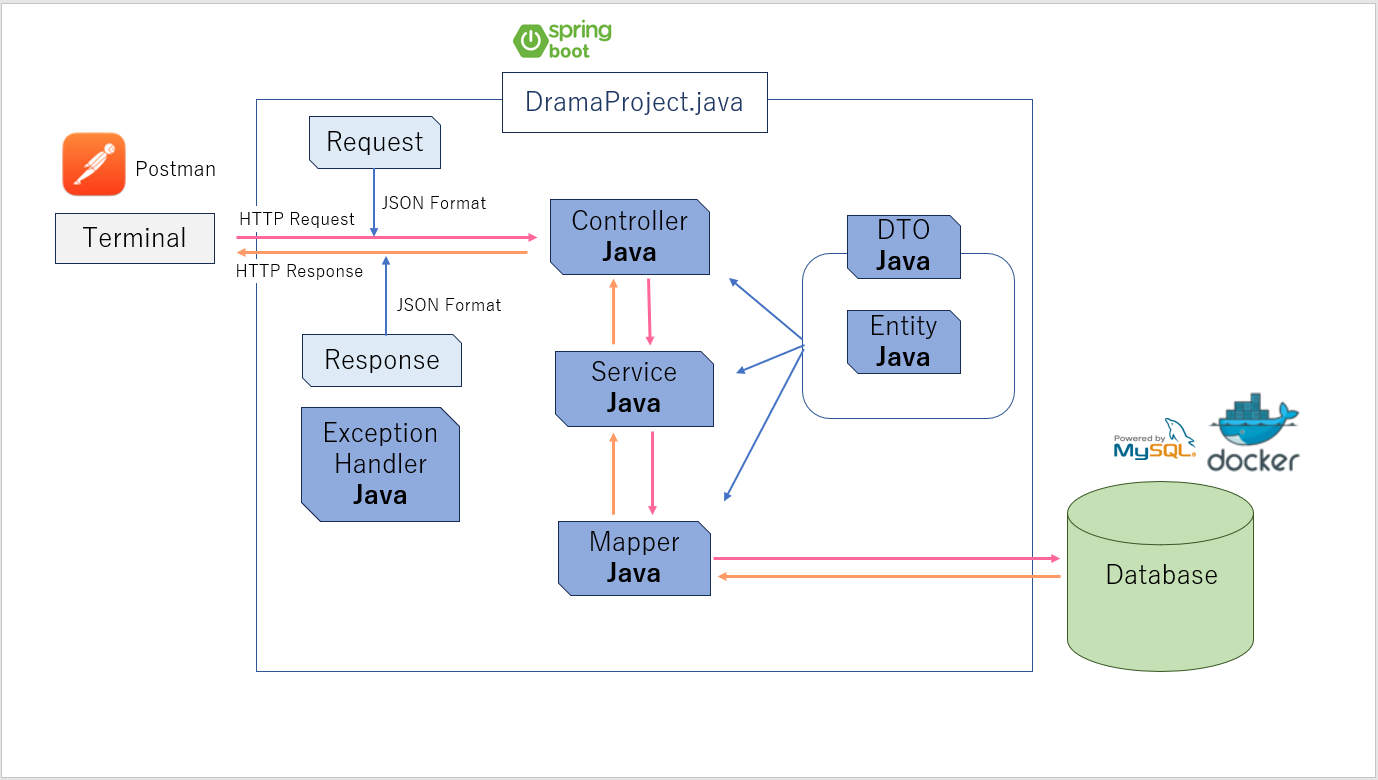 spring
boot
DramaProject.java
Request
Postman
JSON Format
HTTP Request
Terminal
HTTP Response
JSON Format
Response
Exception
Handler
Java
Controller
Java
Service
Java
Mapper
Java
DTO
Java
Entity
Java
Powered by
MySQL®
docker
Database